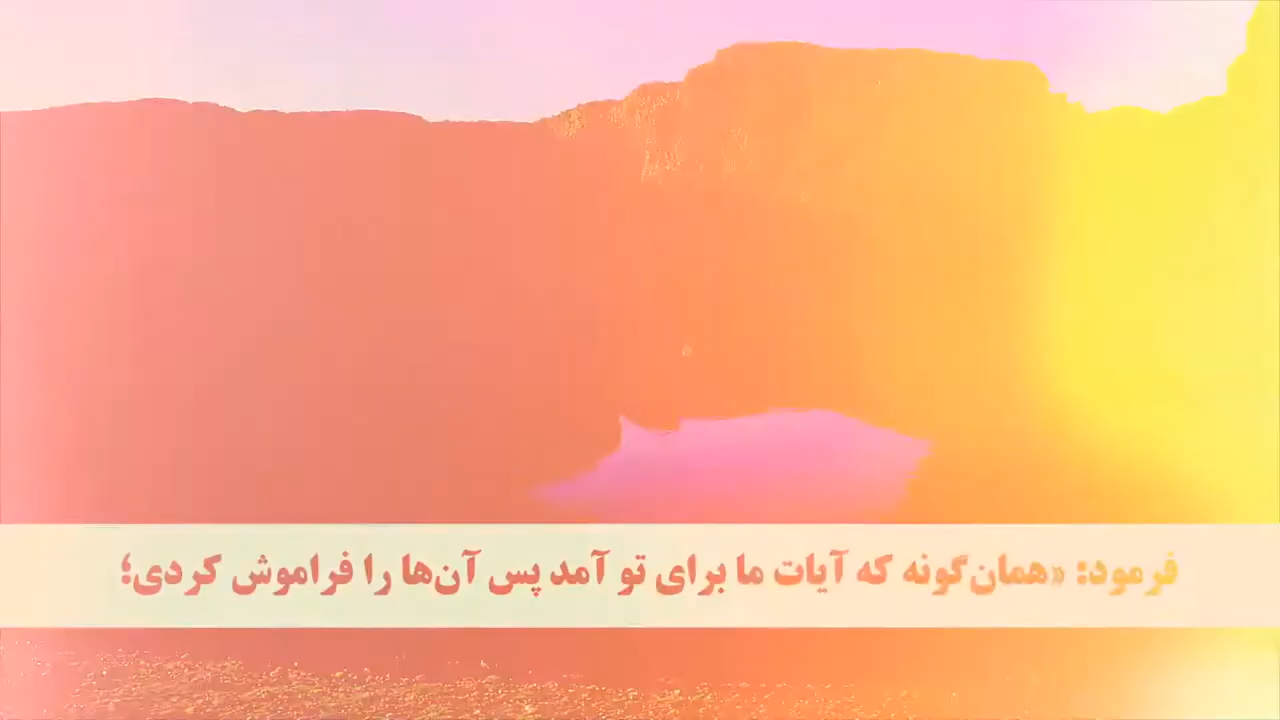 فرمود: «همان‌گونه که آیات ما برای تو آمد پس آن‌ها را فراموش کردی؛